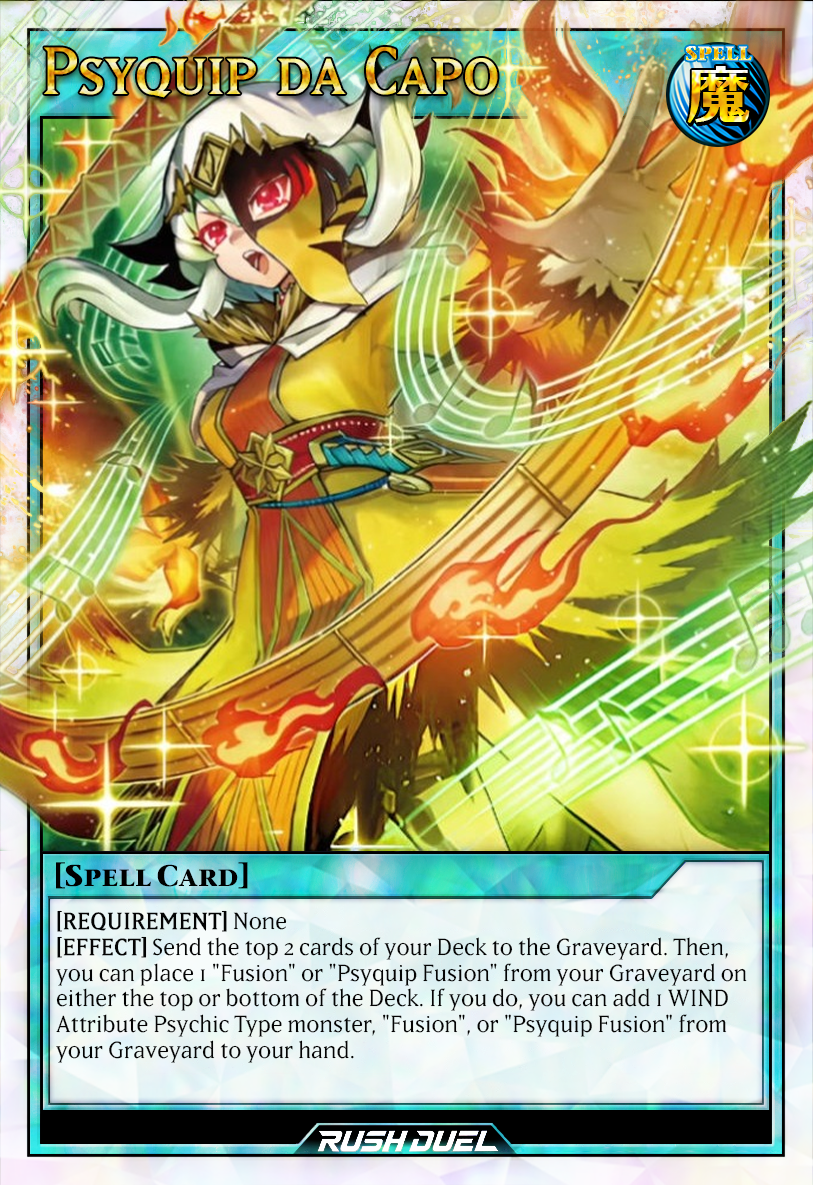 Psyquip da Capo
SPELL
魔
[Spell Card]
[REQUIREMENT] None
[EFFECT] Send the top 2 cards of your Deck to the Graveyard. Then,
you can place 1 "Fusion" or "Psyquip Fusion" from your Graveyard on
either the top or bottom of the Deck. If you do, you can add 1 WIND
Attribute Psychic Type monster, "Fusion", or "Psyquip Fusion" from
your Graveyard to your hand.
RUSH DUEL